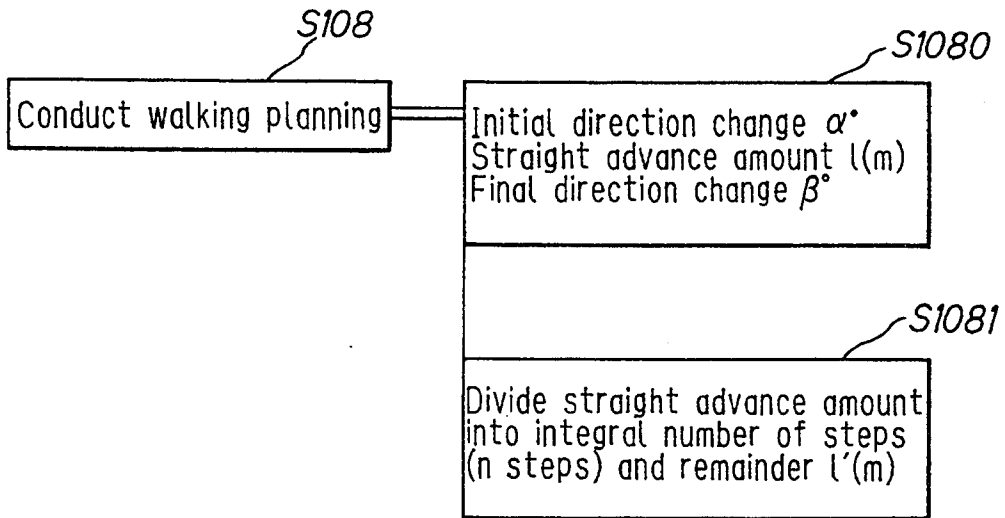 S108
Conduct walking planning
S1080
Initial direction change α°
Straight advance amount l(m)
Final direction change β°
S1081
Divide straight advance amount
into integral number of steps
(n steps) and remainder l′(m)